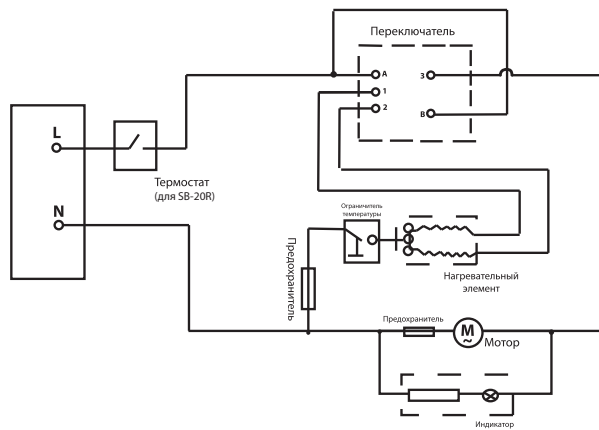 Переключатель
A
3
1
2
B
L
Термостат
(для SB-20R)
N
Ограничитель
температуры
Предохранитель
Нагревательный
элемент
Предохранитель
M
~
Мотор
Индикатор